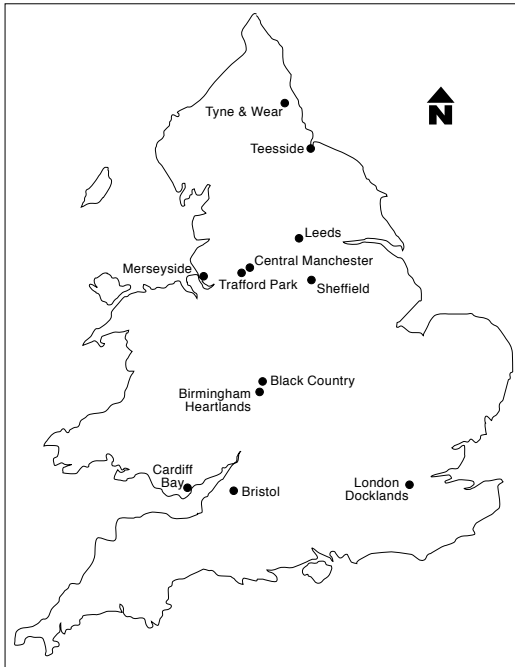 Tyne & Wear
N
Teesside
Leeds
Central Manchester
Merseyside
Trafford Park
Sheffield
Black Country
Birmingham
Heartlands
Cardiff
Bay
Bristol
London
Docklands